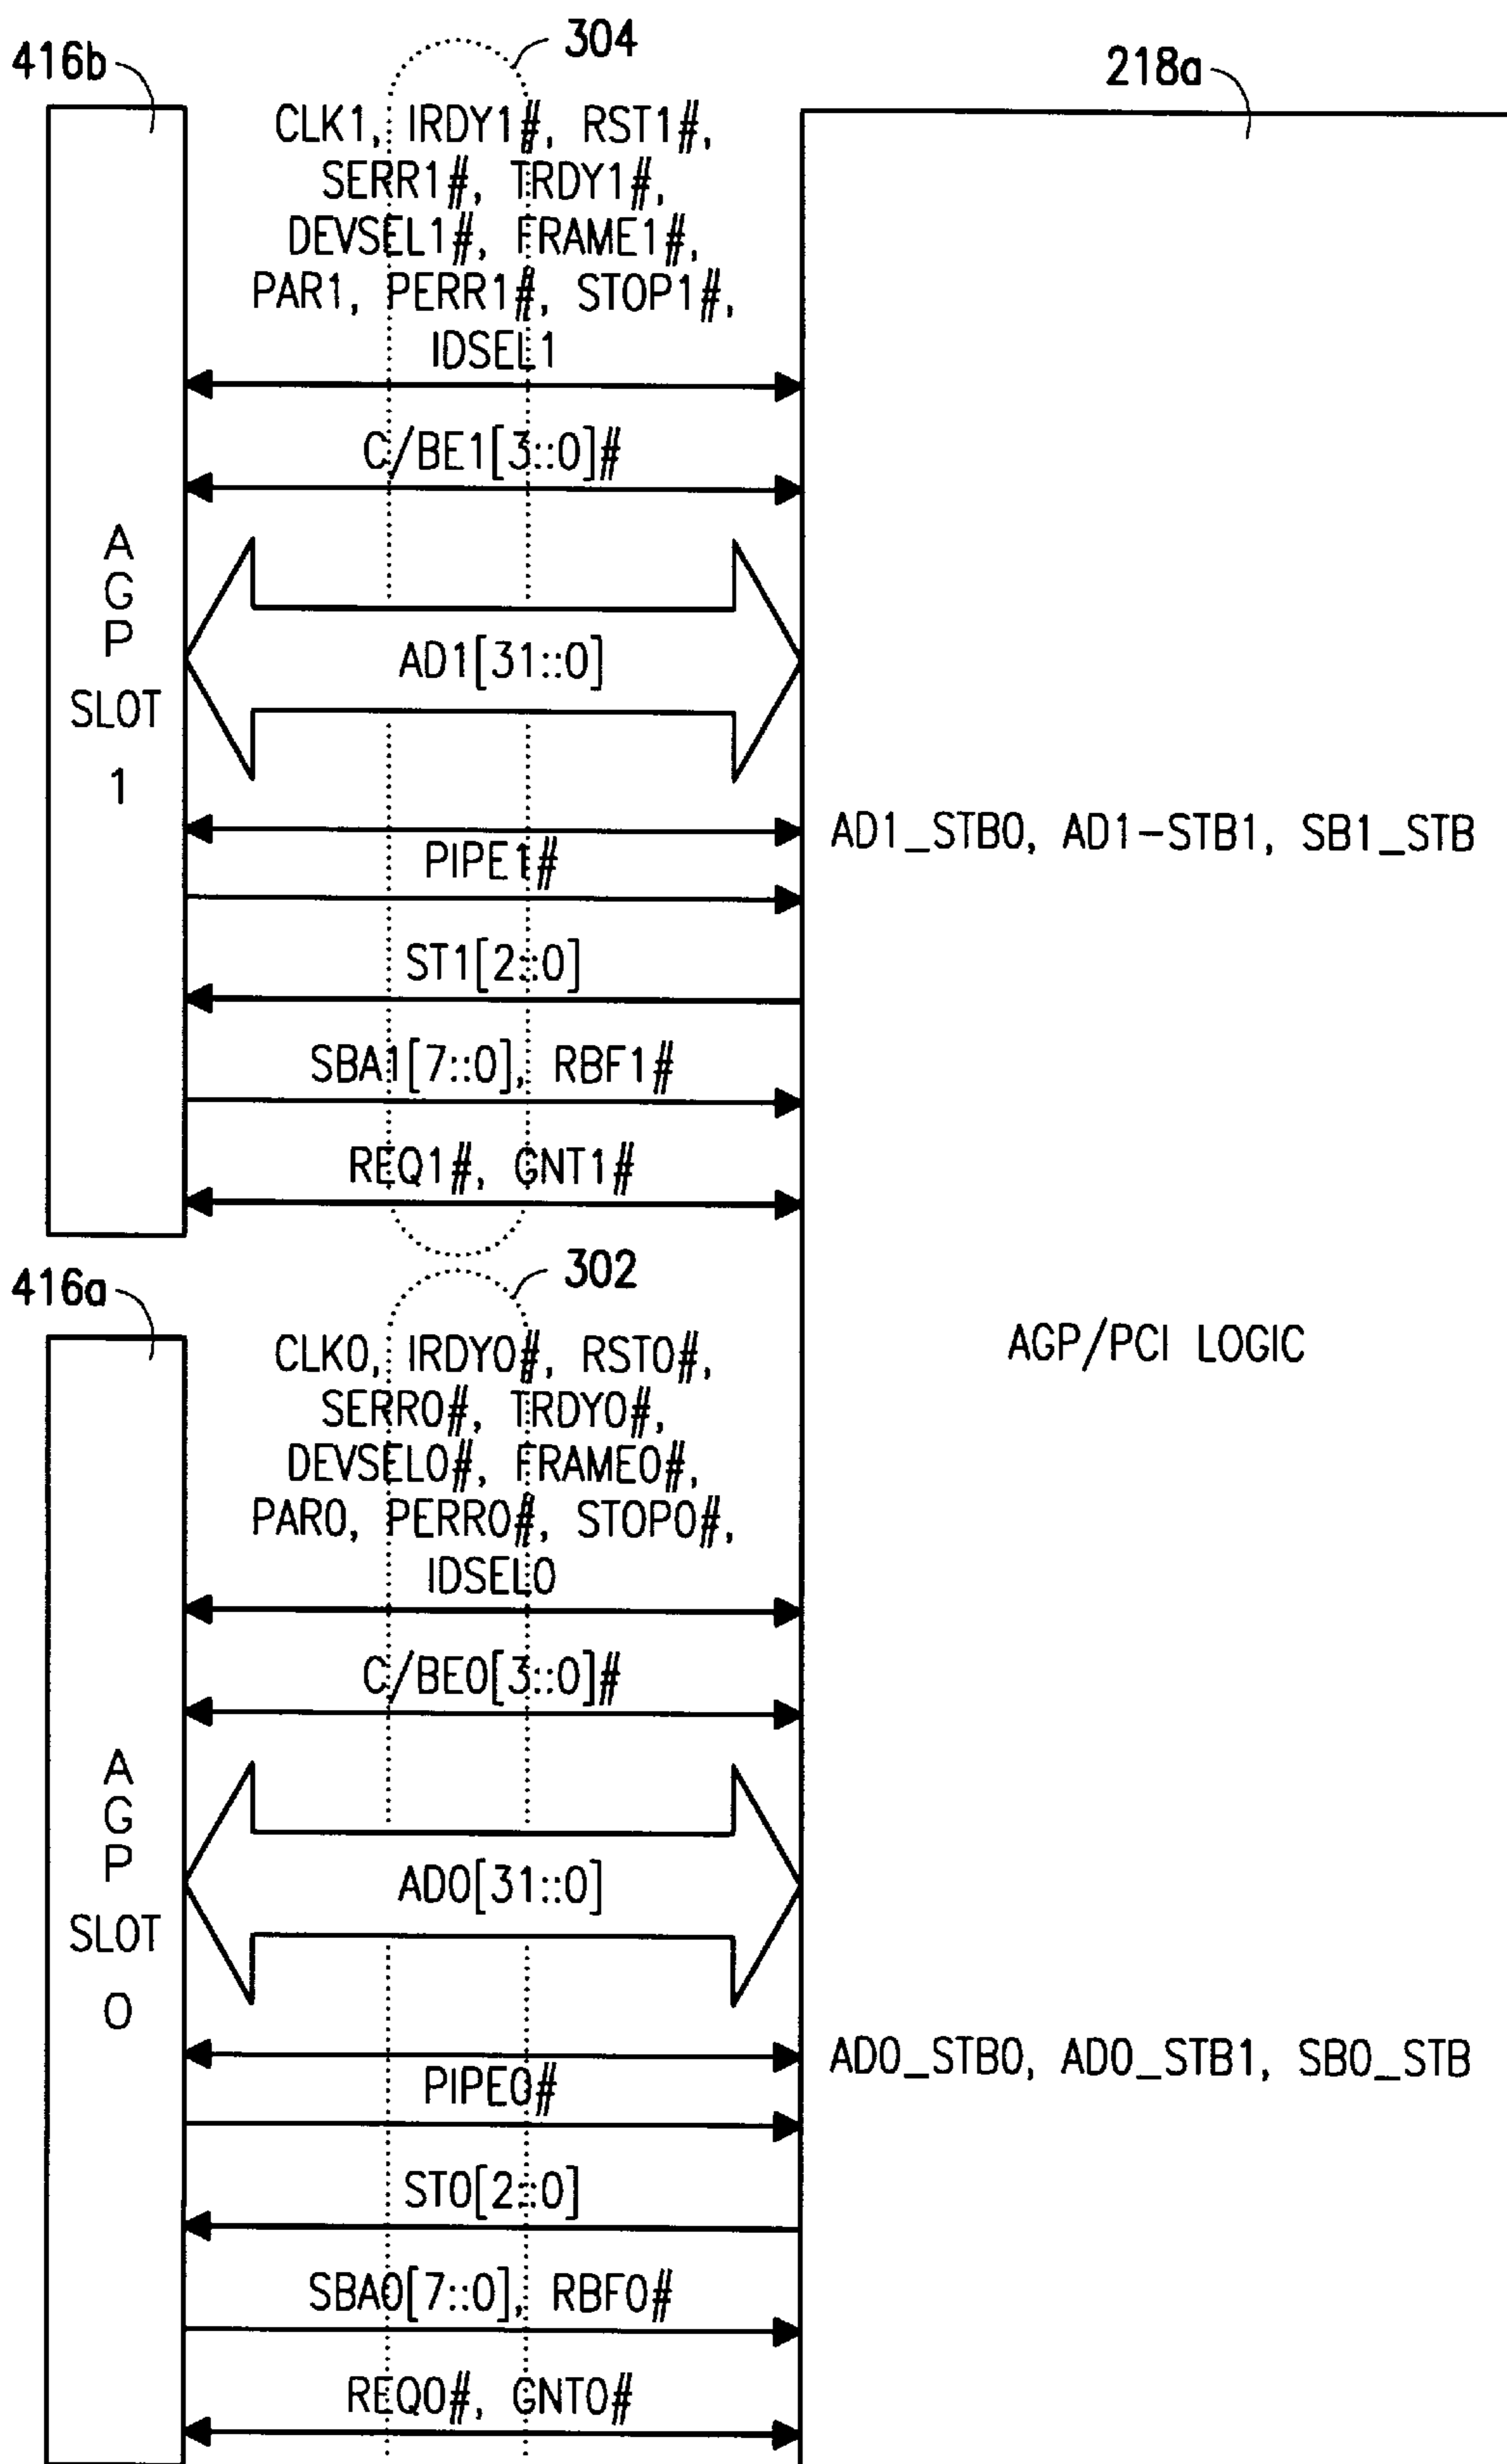 304
416b
218a
CLK1, IRDY1#, RST1#,
SERR1#, TRDY1#,
DEVSEL1#, FRAME1#,
PAR1, PERR1#, STOP1#,
IDSEL1
C/BE1[3::0]#
AGP
SLOT
1
AD1[31::0]
AD1_STB0, AD1-STB1, SB1_STB
PIPE1#
ST1[2::0]
SBA1[7::0], RBF1#
REQ1#, GNT1#
302
416a
AGP/PCI LOGIC
CLK0, IRDY0#, RST0#,
SERR0#, TRDY0#,
DEVSEL0#, FRAME0#,
PAR0, PERR0#, STOP0#,
IDSEL0
C/BE0[3::0]#
AGP
SLOT
0
AD0[31::0]
AD0_STB0, AD0_STB1, SB0_STB
PIPE0#
ST0[2::0]
SBA0[7::0], RBF0#
REQ0#, GNT0#